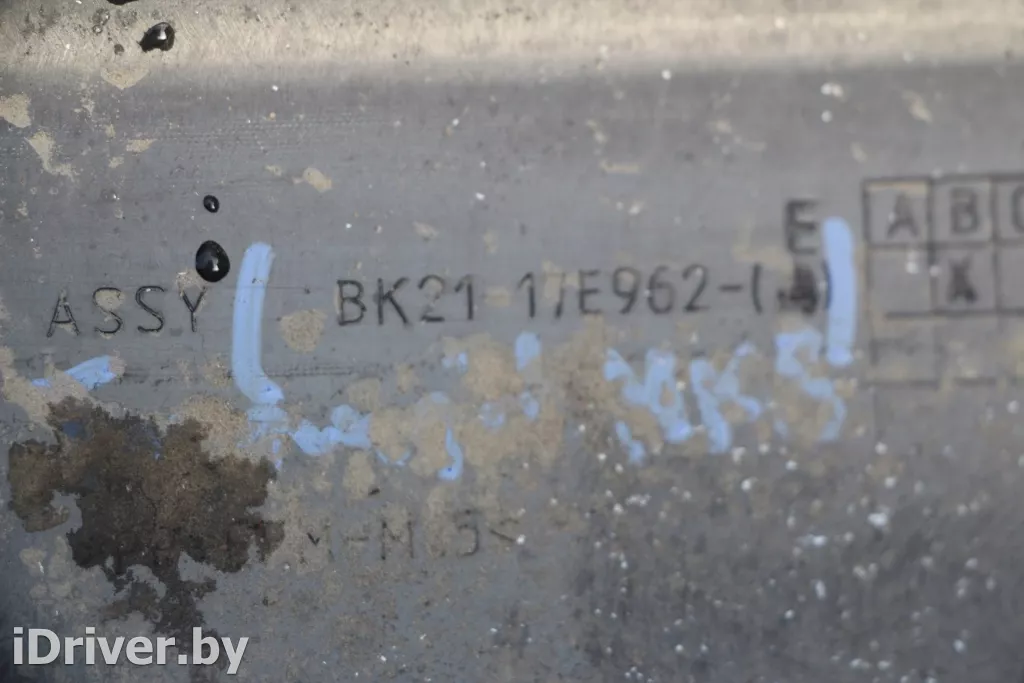 E
A B
ASSY BK21 17E962-( )
X
iDriver.by